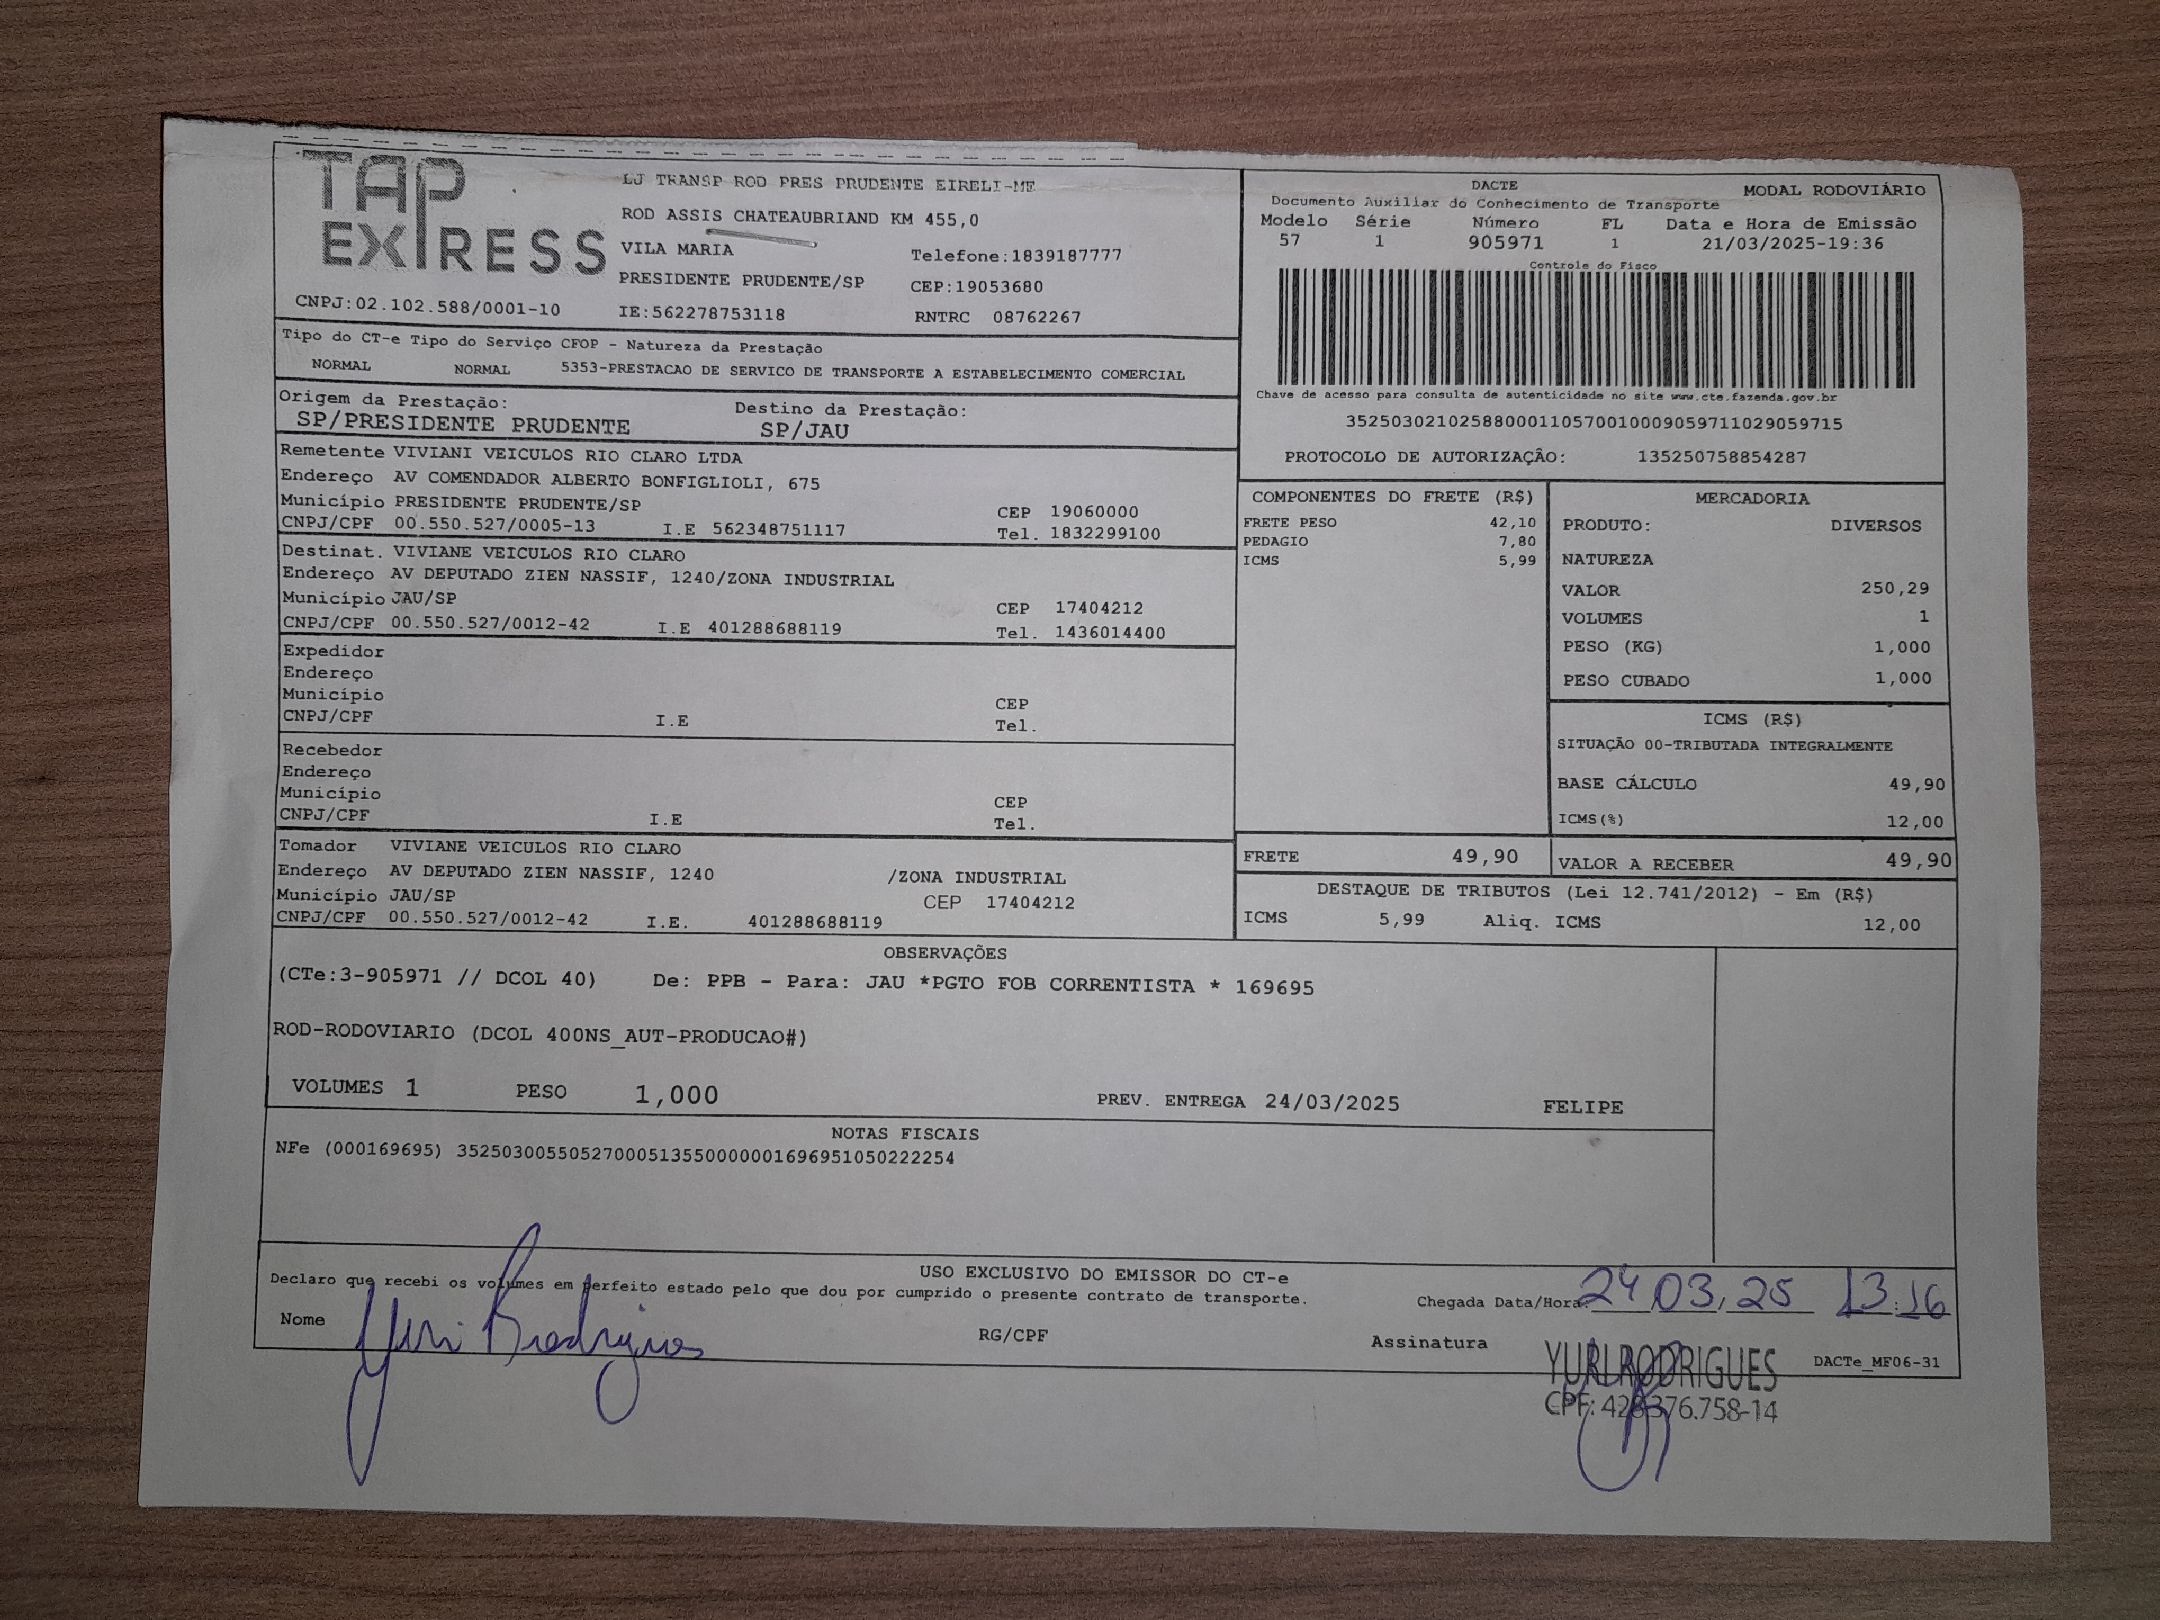 TAP EXPRESS
LJ TRANSP ROD PRES PRUDENTE EIRELI-ME
ROD ASSIS CHATEAUBRIAND KM 455,0
VILA MARIA Telefone:1839187777
PRESIDENTE PRUDENTE/SP CEP:19053680
CNPJ:02.102.588/0001-10 IE:562278753118 RNTRC 08762267
DACTE MODAL RODOVIÁRIO
Documento Auxiliar do Conhecimento de Transporte
Modelo Série Número FL Data e Hora de Emissão
57 1 905971 1 21/03/2025-19:36
Controle do Fisco
Chave de acesso para consulta de autenticidade no site www.cte.fazenda.gov.br
35250302102588000110570010009059711029059715
PROTOCOLO DE AUTORIZAÇÃO: 135250758854287
Tipo do CT-e Tipo do Serviço CFOP - Natureza da Prestação
NORMAL NORMAL 5353-PRESTACAO DE SERVICO DE TRANSPORTE A ESTABELECIMENTO COMERCIAL
Origem da Prestação: Destino da Prestação:
SP/PRESIDENTE PRUDENTE SP/JAU
Remetente VIVIANI VEICULOS RIO CLARO LTDA
Endereço AV COMENDADOR ALBERTO BONFIGLIOLI, 675
Município PRESIDENTE PRUDENTE/SP CEP 19060000
CNPJ/CPF 00.550.527/0005-13 I.E 562348751117 Tel. 1832299100
Destinat. VIVIANE VEICULOS RIO CLARO
Endereço AV DEPUTADO ZIEN NASSIF, 1240/ZONA INDUSTRIAL
Município JAU/SP CEP 17404212
CNPJ/CPF 00.550.527/0012-42 I.E 401288688119 Tel. 1436014400
Expedidor
Endereço
Município CEP
CNPJ/CPF I.E Tel.
Recebedor
Endereço
Município CEP
CNPJ/CPF I.E Tel.
Tomador VIVIANE VEICULOS RIO CLARO
Endereço AV DEPUTADO ZIEN NASSIF, 1240 /ZONA INDUSTRIAL
Município JAU/SP CEP 17404212
CNPJ/CPF 00.550.527/0012-42 I.E. 401288688119
COMPONENTES DO FRETE (R$)
FRETE PESO 42,10
PEDAGIO 7,80
ICMS 5,99
MERCADORIA
PRODUTO: DIVERSOS
NATUREZA
VALOR 250,29
VOLUMES 1
PESO (KG) 1,000
PESO CUBADO 1,000
ICMS (R$)
SITUAÇÃO 00-TRIBUTADA INTEGRALMENTE
BASE CÁLCULO 49,90
ICMS(%) 12,00
FRETE 49,90 VALOR A RECEBER 49,90
DESTAQUE DE TRIBUTOS (Lei 12.741/2012) - Em (R$)
ICMS 5,99 Aliq. ICMS 12,00
OBSERVAÇÕES
(CTe:3-905971 // DCOL 40) De: PPB - Para: JAU *PGTO FOB CORRENTISTA * 169695
ROD-RODOVIARIO (DCOL 400NS_AUT-PRODUCAO#)
VOLUMES 1 PESO 1,000 PREV. ENTREGA 24/03/2025 FELIPE
NOTAS FISCAIS
NFe (000169695) 35250300550527000513550000001696951050222254
USO EXCLUSIVO DO EMISSOR DO CT-e
Declaro que recebi os volumes em perfeito estado pelo que dou por cumprido o presente contrato de transporte.
Chegada Data/Hora: 24 03, 25 13:16
Nome Yuri Rodrigues RG/CPF Assinatura
YURI RODRIGUES
CPF: 428376.758-14
DACTe_MF06-31